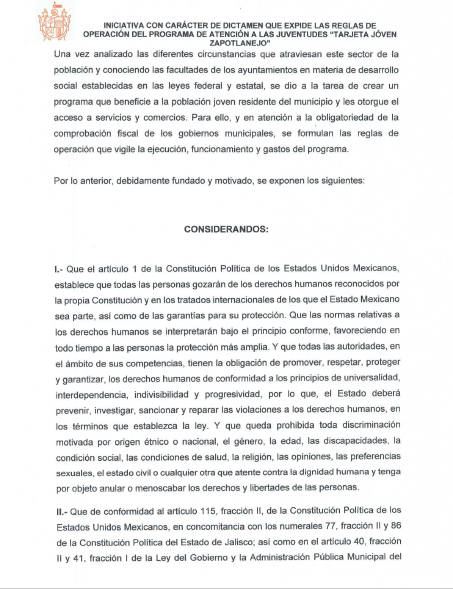 INICIATIVA CON CARÁCTER DE DICTAMEN QUE EXPIDE LAS REGLAS DE
OPERACIÓN DEL PROGRAMA DE ATENCIÓN A LAS JUVENTUDES "TARJETA JÓVEN
ZAPOTLANEJO"
Una vez analizado las diferentes circunstancias que atraviesan este sector de la
población y conociendo las facultades de los ayuntamientos en materia de desarrollo
social establecidas en las leyes federal y estatal, se dio a la tarea de crear un
programa que beneficie a la población joven residente del municipio y les otorgue el
acceso a servicios y comercios. Para ello, y en atención a la obligatoriedad de la
comprobación fiscal de los gobiernos municipales, se formulan las reglas de
operación que vigile la ejecución, funcionamiento y gastos del programa.
Por lo anterior, debidamente fundado y motivado, se exponen los siguientes:
CONSIDERANDOS:
I.- Que el artículo 1 de la Constitución Política de los Estados Unidos Mexicanos,
establece que todas las personas gozarán de los derechos humanos reconocidos por
la propia Constitución y en los tratados internacionales de los que el Estado Mexicano
sea parte, así como de las garantías para su protección. Que las normas relativas a
los derechos humanos se interpretarán bajo el principio conforme, favoreciendo en
todo tiempo a las personas la protección más amplia. Y que todas las autoridades, en
el ámbito de sus competencias, tienen la obligación de promover, respetar, proteger
y garantizar, los derechos humanos de conformidad a los principios de universalidad,
interdependencia, indivisibilidad y progresividad, por lo que, el Estado deberá
prevenir, investigar, sancionar y reparar las violaciones a los derechos humanos, en
los términos que establezca la ley. Y que queda prohibida toda discriminación
motivada por origen étnico o nacional, el género, la edad, las discapacidades, la
condición social, las condiciones de salud, la religión, las opiniones, las preferencias
sexuales, el estado civil o cualquier otra que atente contra la dignidad humana y tenga
por objeto anular o menoscabar los derechos y libertades de las personas.
II.- Que de conformidad al artículo 115, fracción II, de la Constitución Política de los
Estados Unidos Mexicanos, en concomitancia con los numerales 77, fracción II y 86
de la Constitución Política del Estado de Jalisco; así como en el artículo 40, fracción
II y 41, fracción I de la Ley del Gobierno y la Administración Pública Municipal del